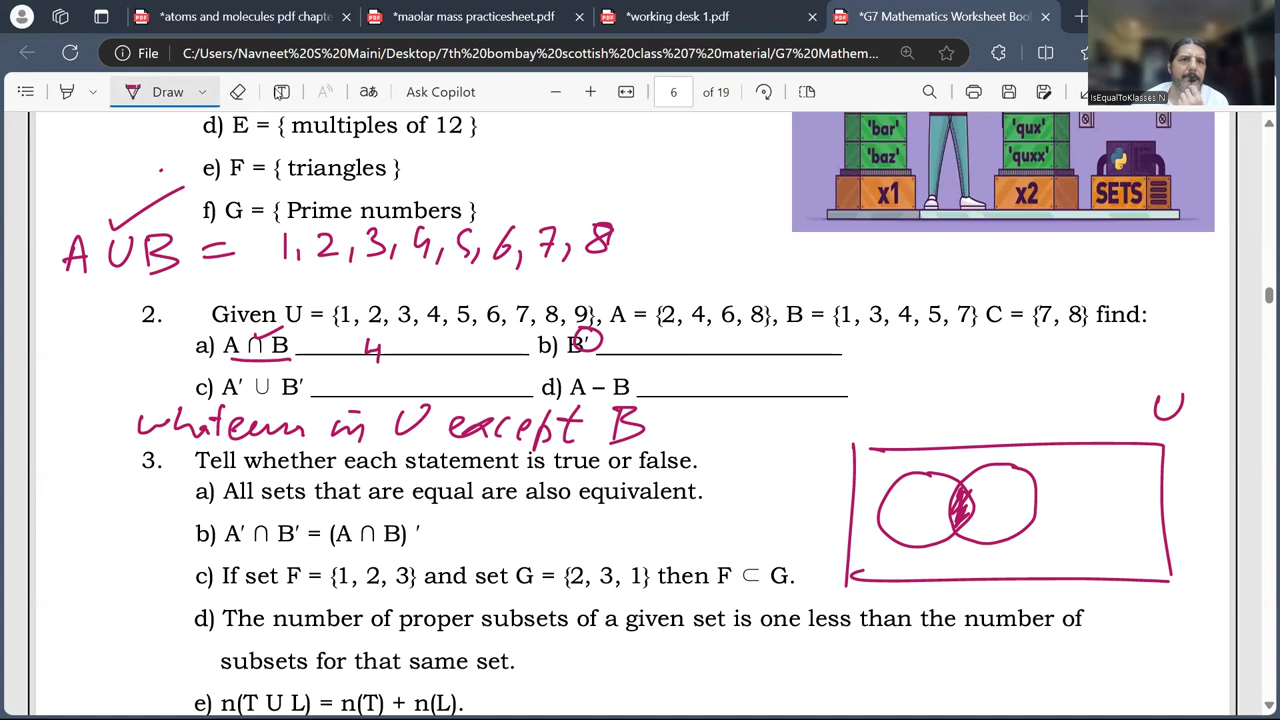 *atoms and molecules pdf chapte
*maolar mass practicesheet.pdf
*working desk 1.pdf
*G7 Mathematics Worksheet Boo
File C:/Users/Navneet%20S%20Maini/Desktop/7th%20bombay%20scottish%20class%207%20material/G7%20Mathem...
Draw
Ask Copilot
6 of 19
IsEqualToKlasses N
d) E = { multiples of 12 }
e) F = { triangles }
f) G = { Prime numbers }
'bar' 'qux'
'baz' 'quxx'
x1 x2 SETS
A U B = 1, 2, 3, 4, 5, 6, 7, 8
2. Given U = {1, 2, 3, 4, 5, 6, 7, 8, 9}, A = {2, 4, 6, 8}, B = {1, 3, 4, 5, 7} C = {7, 8} find:
a) A ∩ B ____ 4 ____ b) B′ ____
c) A′ ∪ B′ ____ d) A – B ____
in U except B
U
3. Tell whether each statement is true or false.
a) All sets that are equal are also equivalent.
b) A′ ∩ B′ = (A ∩ B) ′
c) If set F = {1, 2, 3} and set G = {2, 3, 1} then F ⊂ G.
d) The number of proper subsets of a given set is one less than the number of
subsets for that same set.
e) n(T U L) = n(T) + n(L).